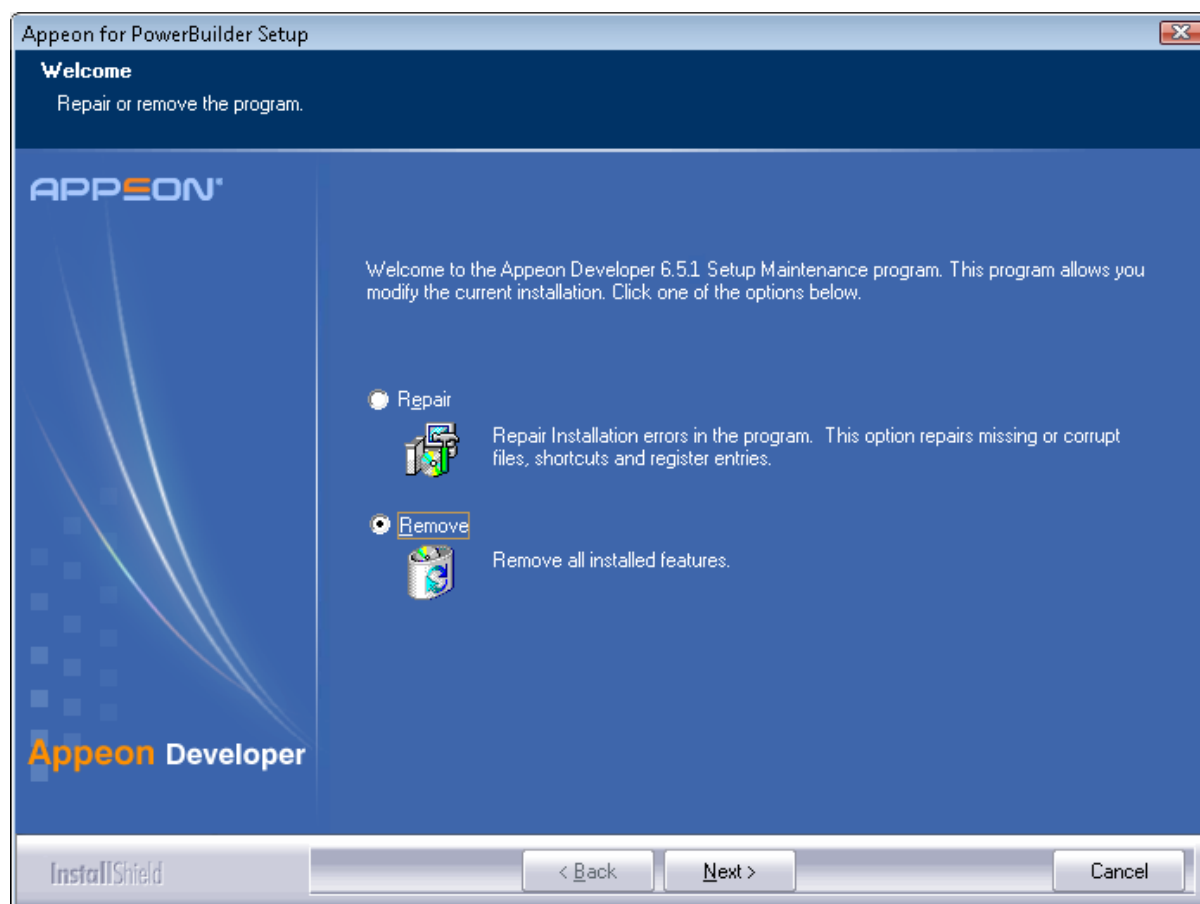 Appeon for PowerBuilder Setup
Welcome
Repair or remove the program.
APPEON®
Welcome to the Appeon Developer 6.5.1 Setup Maintenance program. This program allows you
modify the current installation. Click one of the options below.
Repair
Repair Installation errors in the program.  This option repairs missing or corrupt
files, shortcuts and register entries.
Remove
Remove all installed features.
Appeon Developer
InstallShield
< Back
Next >
Cancel